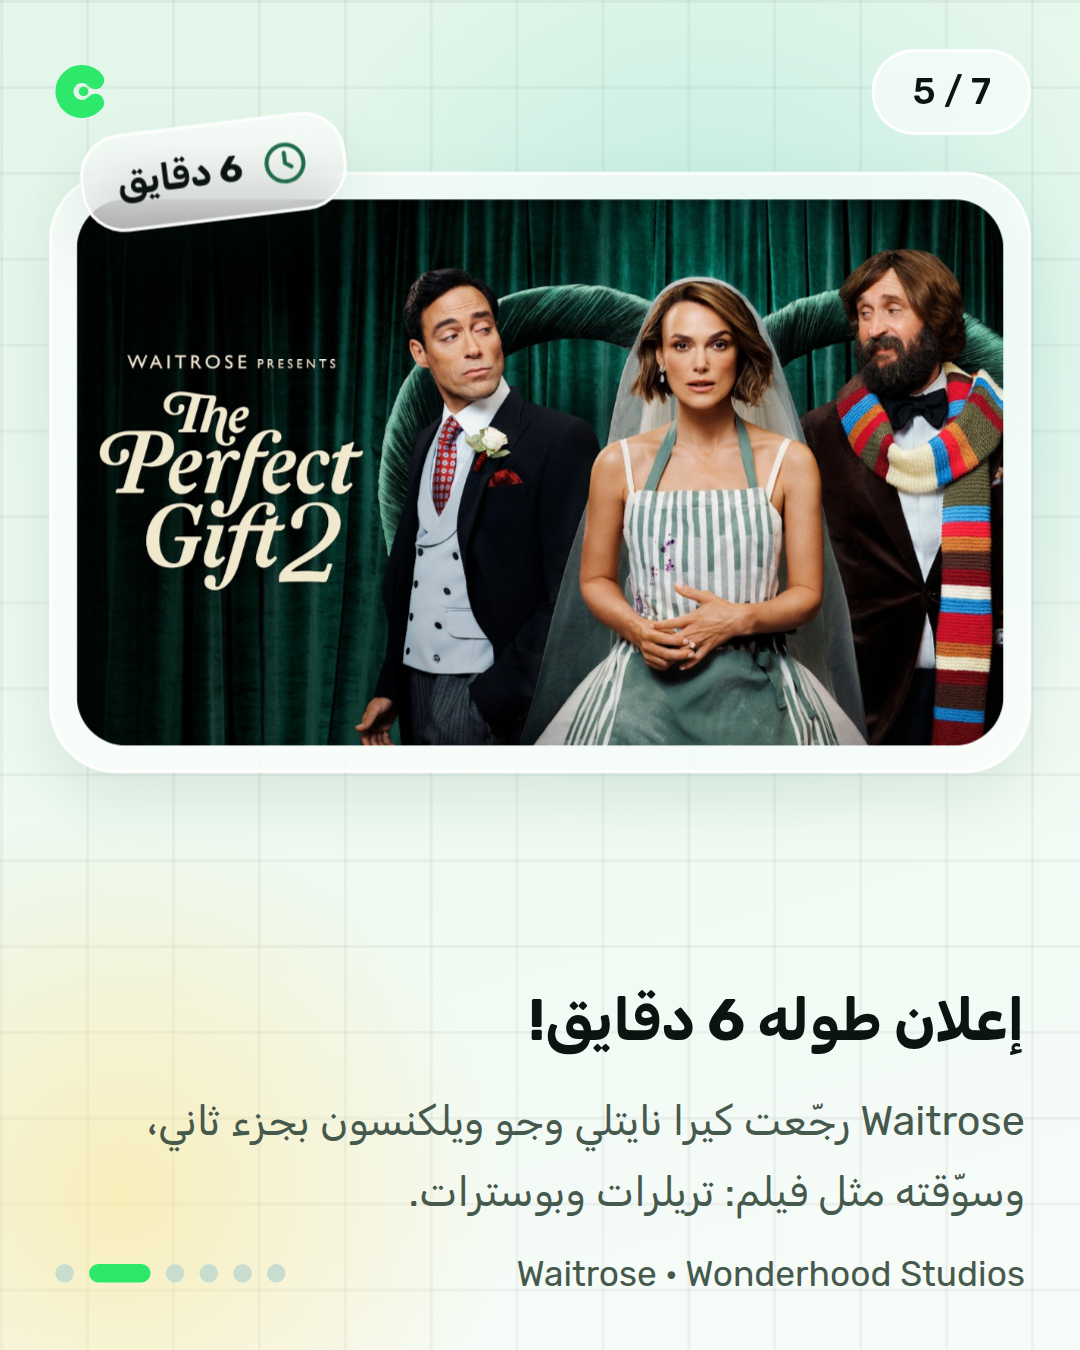 5 / 7
6 دقايق
WAITROSE PRESENTS
The
Perfect
Gift 2
إعلان طوله 6 دقايق!
Waitrose رجّعت كيرا نايتلي وجو ويلكنسون بجزء ثاني،
وسوّقته مثل فيلم: تريلرات وبوسترات.
Waitrose • Wonderhood Studios